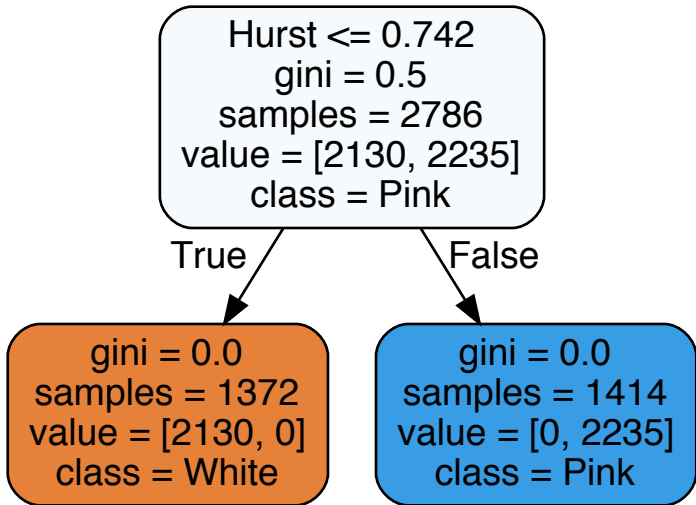 Hurst <= 0.742
gini = 0.5
samples = 2786
value = [2130, 2235]
class = Pink
True
False
gini = 0.0
samples = 1372
value = [2130, 0]
class = White
gini = 0.0
samples = 1414
value = [0, 2235]
class = Pink